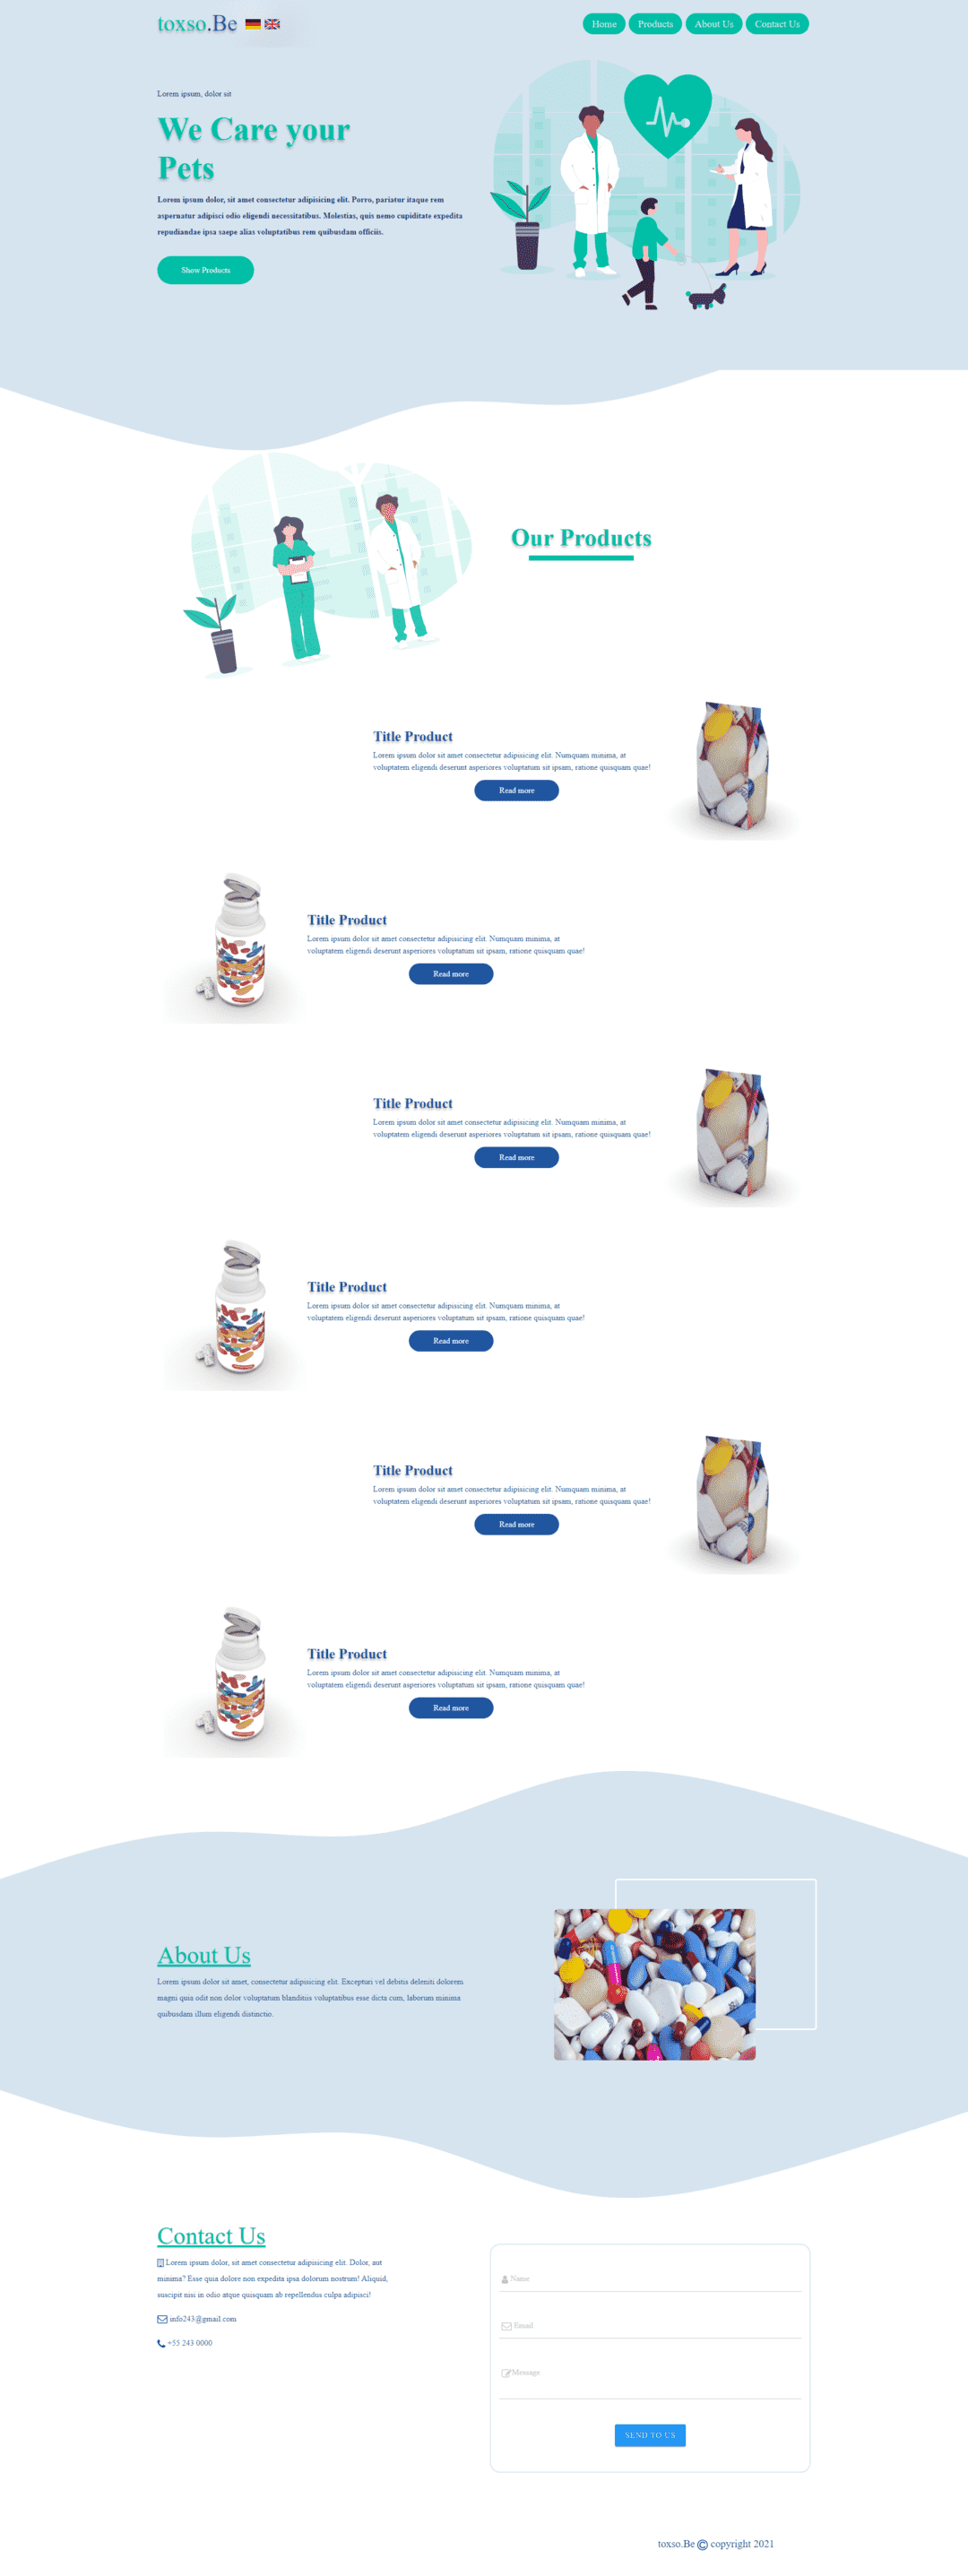 toxso.Be
Home Products About Us Contact Us
Lorem ipsum, dolor sit
We Care your
Pets
Lorem ipsum dolor, sit amet consectetur adipisicing elit. Porro, pariatur itaque rem
aspernatur adipisci odio eligendi necessitatibus. Molestias, quis nemo cupiditate expedita
repudiandae ipsa saepe alias voluptatibus rem quibusdam officiis.
Show Products
Our Products
Title Product
Lorem ipsum dolor sit amet consectetur adipisicing elit. Numquam minima, at
voluptatem eligendi deserunt asperiores voluptatum sit ipsam, ratione quisquam quae!
Read more
Title Product
Lorem ipsum dolor sit amet consectetur adipisicing elit. Numquam minima, at
voluptatem eligendi deserunt asperiores voluptatum sit ipsam, ratione quisquam quae!
Read more
Title Product
Lorem ipsum dolor sit amet consectetur adipisicing elit. Numquam minima, at
voluptatem eligendi deserunt asperiores voluptatum sit ipsam, ratione quisquam quae!
Read more
Title Product
Lorem ipsum dolor sit amet consectetur adipisicing elit. Numquam minima, at
voluptatem eligendi deserunt asperiores voluptatum sit ipsam, ratione quisquam quae!
Read more
Title Product
Lorem ipsum dolor sit amet consectetur adipisicing elit. Numquam minima, at
voluptatem eligendi deserunt asperiores voluptatum sit ipsam, ratione quisquam quae!
Read more
Title Product
Lorem ipsum dolor sit amet consectetur adipisicing elit. Numquam minima, at
voluptatem eligendi deserunt asperiores voluptatum sit ipsam, ratione quisquam quae!
Read more
About Us
Lorem ipsum dolor sit amet, consectetur adipisicing elit. Excepturi vel debitis deleniti dolorem
magni quia odit non dolor voluptatum blanditiis voluptatibus esse dicta cum, laborum minima
quibusdam illum eligendi distinctio.
Contact Us
Lorem ipsum dolor, sit amet consectetur adipisicing elit. Dolor, aut
minima? Esse quia dolore non expedita ipsa dolorum nostrum! Aliquid,
suscipit nisi in odio atque quisquam ab repellendus culpa adipisci!
info243@gmail.com
+55 243 0000
Name
Email
Message
SEND TO US
toxso.Be © copyright 2021